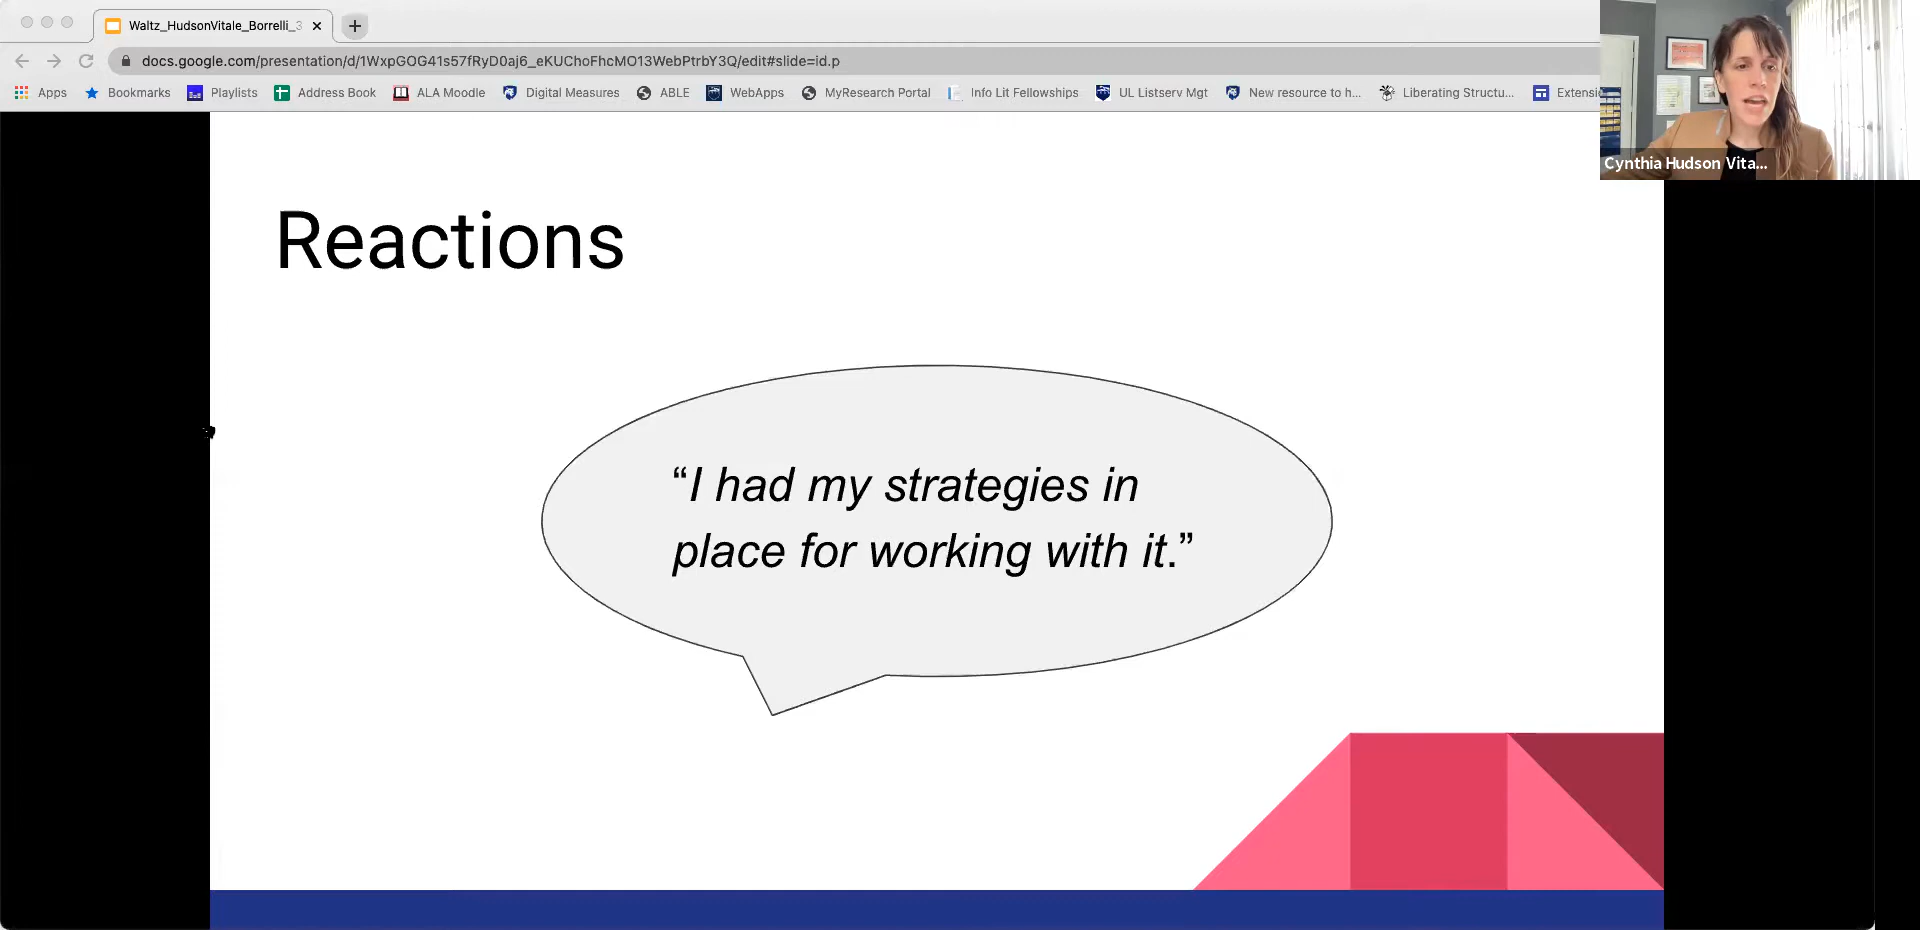 Waltz_HudsonVitale_Borrelli_3
docs.google.com/presentation/d/1WxpGOG41s57fRyD0aj6_eKUChoFhcMO13WebPtrbY3Q/edit#slide=id.p
Apps Bookmarks Playlists Address Book ALA Moodle Digital Measures ABLE WebApps MyResearch Portal Info Lit Fellowships UL Listserv Mgt New resource to h... Liberating Structu... Extensi
Cynthia Hudson Vita...
Reactions
“I had my strategies in
place for working with it.”